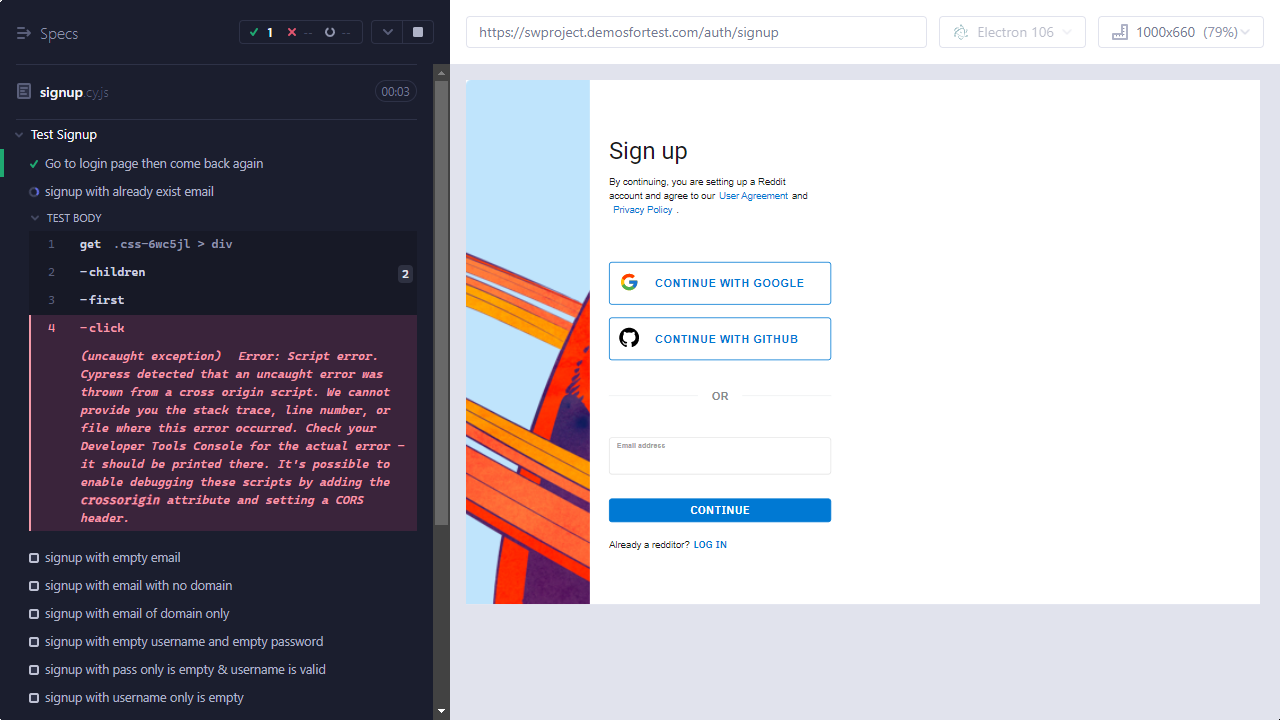 Specs
1
--
--
https://swproject.demosfortest.com/auth/signup
Electron 106
1000x660 (79%)
signup.cy.js
00:03
Test Signup
Go to login page then come back again
signup with already exist email
TEST BODY
1 get .css-6wc5jl > div
2 -children 2
3 -first
4 -click
(uncaught exception) Error: Script error.
Cypress detected that an uncaught error was
thrown from a cross origin script. We cannot
provide you the stack trace, line number, or
file where this error occurred. Check your
Developer Tools Console for the actual error -
it should be printed there. It's possible to
enable debugging these scripts by adding the
crossorigin attribute and setting a CORS
header.
signup with empty email
signup with email with no domain
signup with email of domain only
signup with empty username and empty password
signup with pass only is empty & username is valid
signup with username only is empty
Sign up
By continuing, you are setting up a Reddit
account and agree to our User Agreement and
Privacy Policy .
CONTINUE WITH GOOGLE
CONTINUE WITH GITHUB
OR
Email address
CONTINUE
Already a redditor? LOG IN